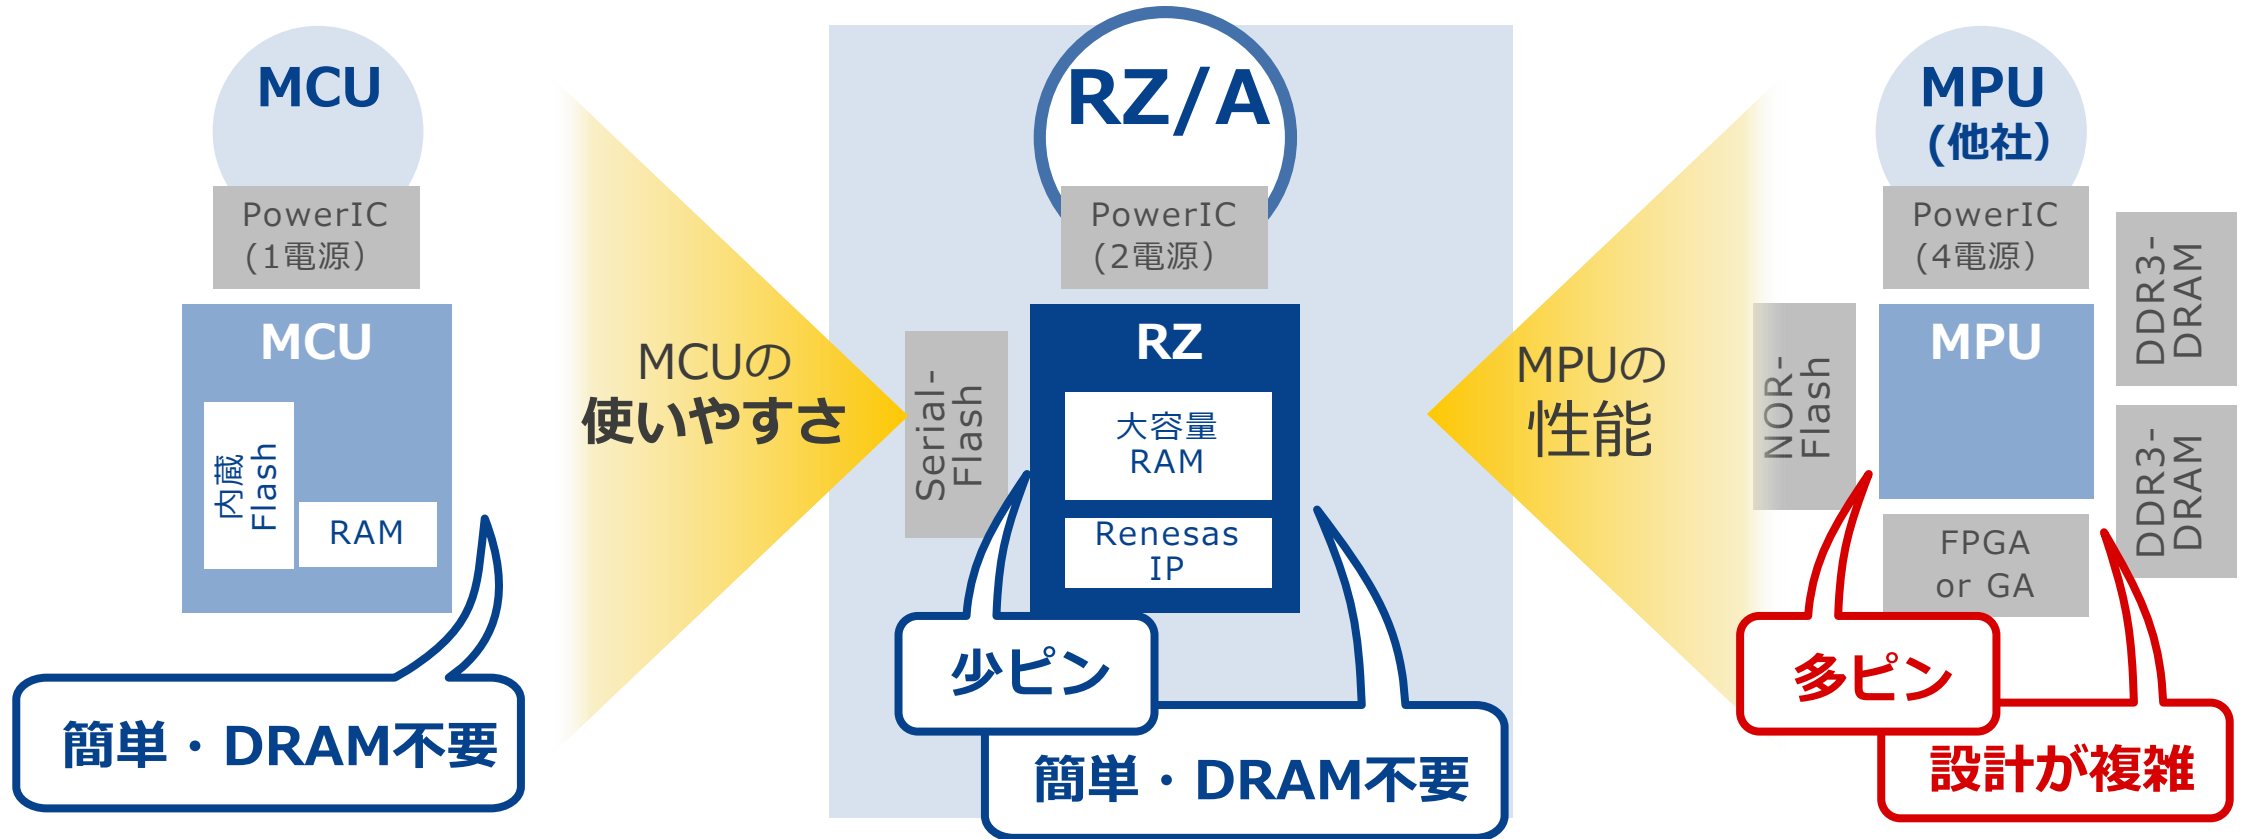 MCU
PowerIC
(1電源）
MCU
内蔵
Flash
RAM
簡単・DRAM不要
MCUの
使いやすさ
RZ/A
PowerIC
(2電源）
Serial-
Flash
RZ
大容量
RAM
Renesas
IP
少ピン
簡単・DRAM不要
MPUの
性能
MPU
(他社）
PowerIC
(4電源）
NOR-
Flash
MPU
DDR3-
DRAM
DDR3-
DRAM
FPGA
or GA
多ピン
設計が複雑